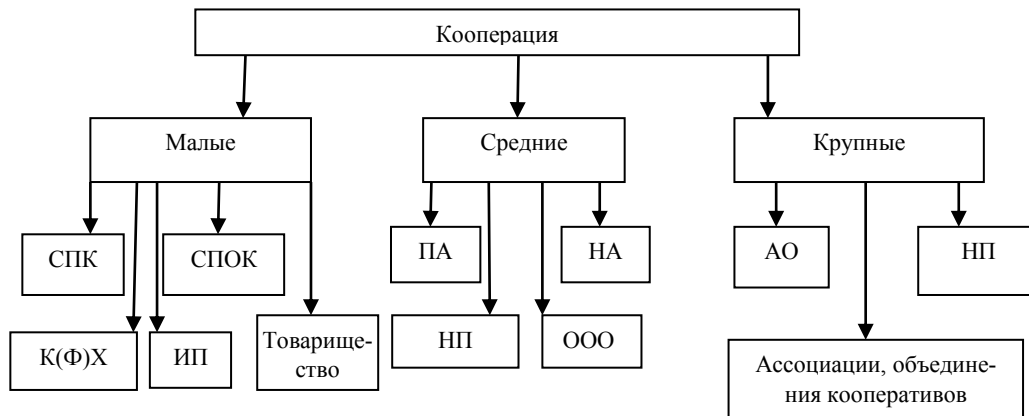 Кооперация
Малые
Средние
Крупные
СПК
СПОК
ПА
НА
АО
НП
К(Ф)Х
ИП
Товарище-
ство
НП
ООО
Ассоциации, объедине-
ния кооперативов